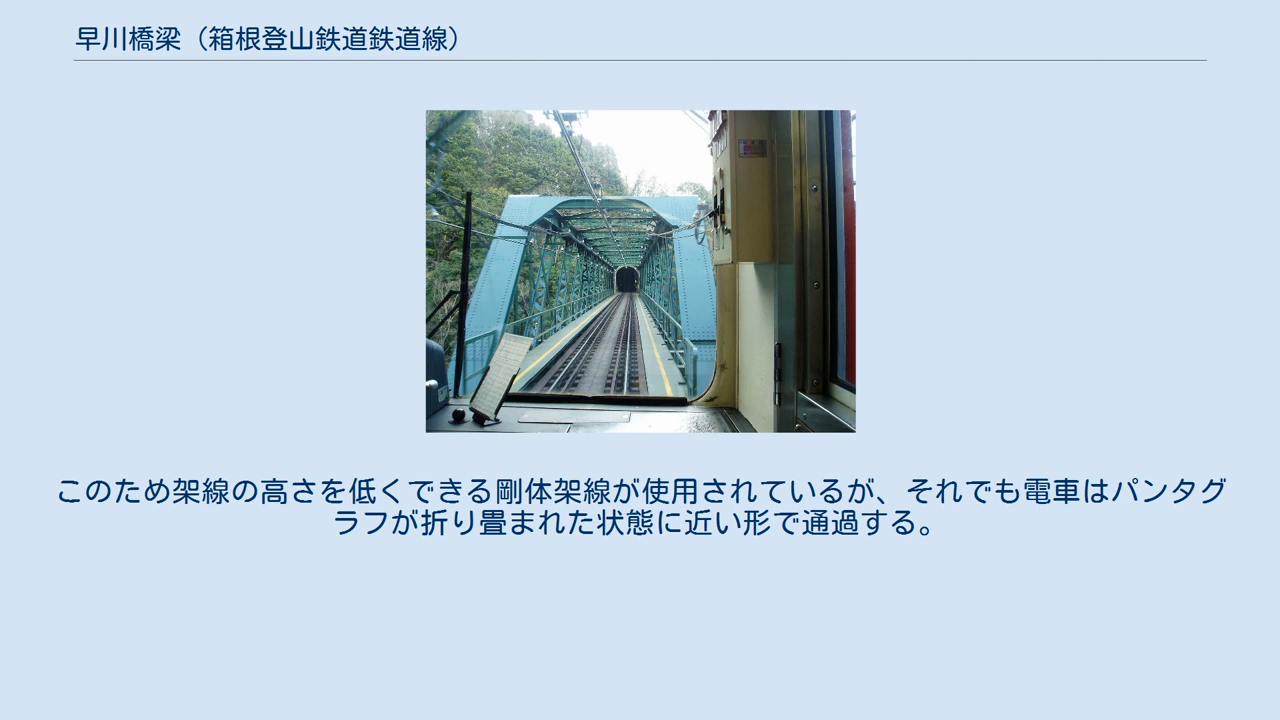 早川橋梁（箱根登山鉄道鉄道線）
このため架線の高さを低くできる剛体架線が使用されているが、それでも電車はパンタグ
ラフが折り畳まれた状態に近い形で通過する。